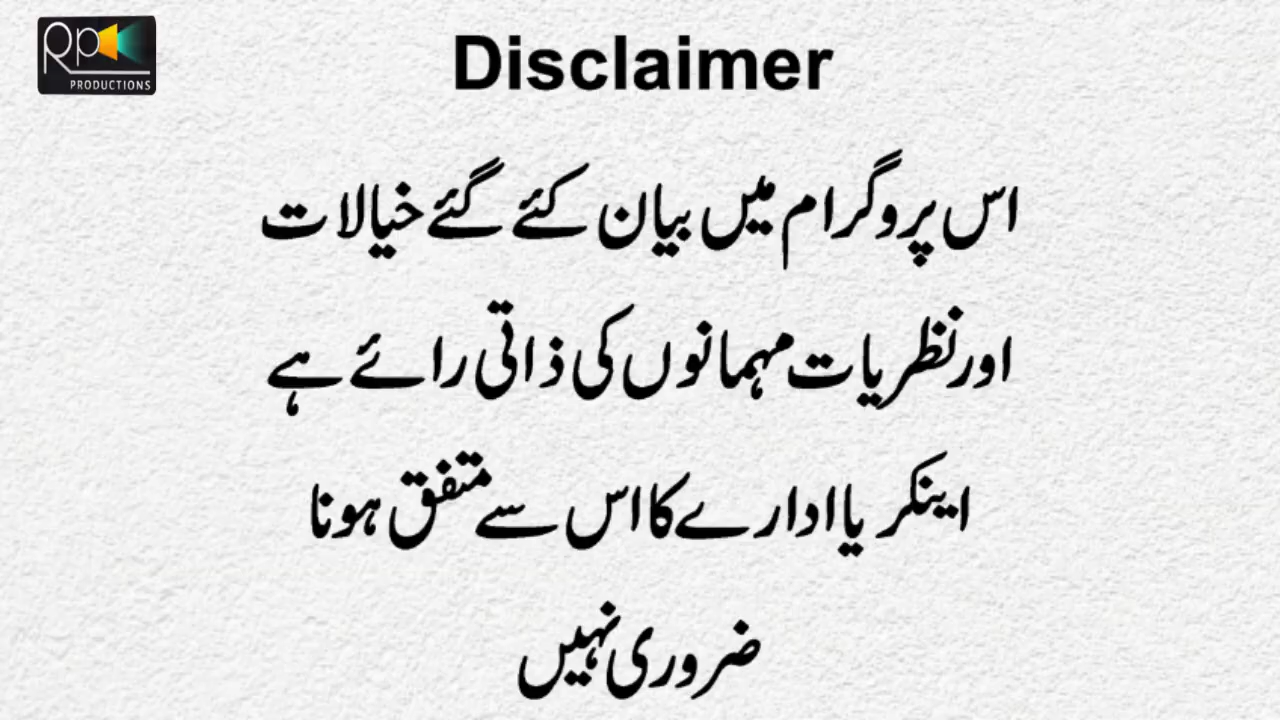 Rp
PRODUCTIONS
Disclaimer
اس پروگرام میں بیان کئے گئے خیالات
اور نظریات مہمانوں کی ذاتی رائے ہے
اینکر یا ادارے کا اس سے متفق ہونا
ضروری نہیں